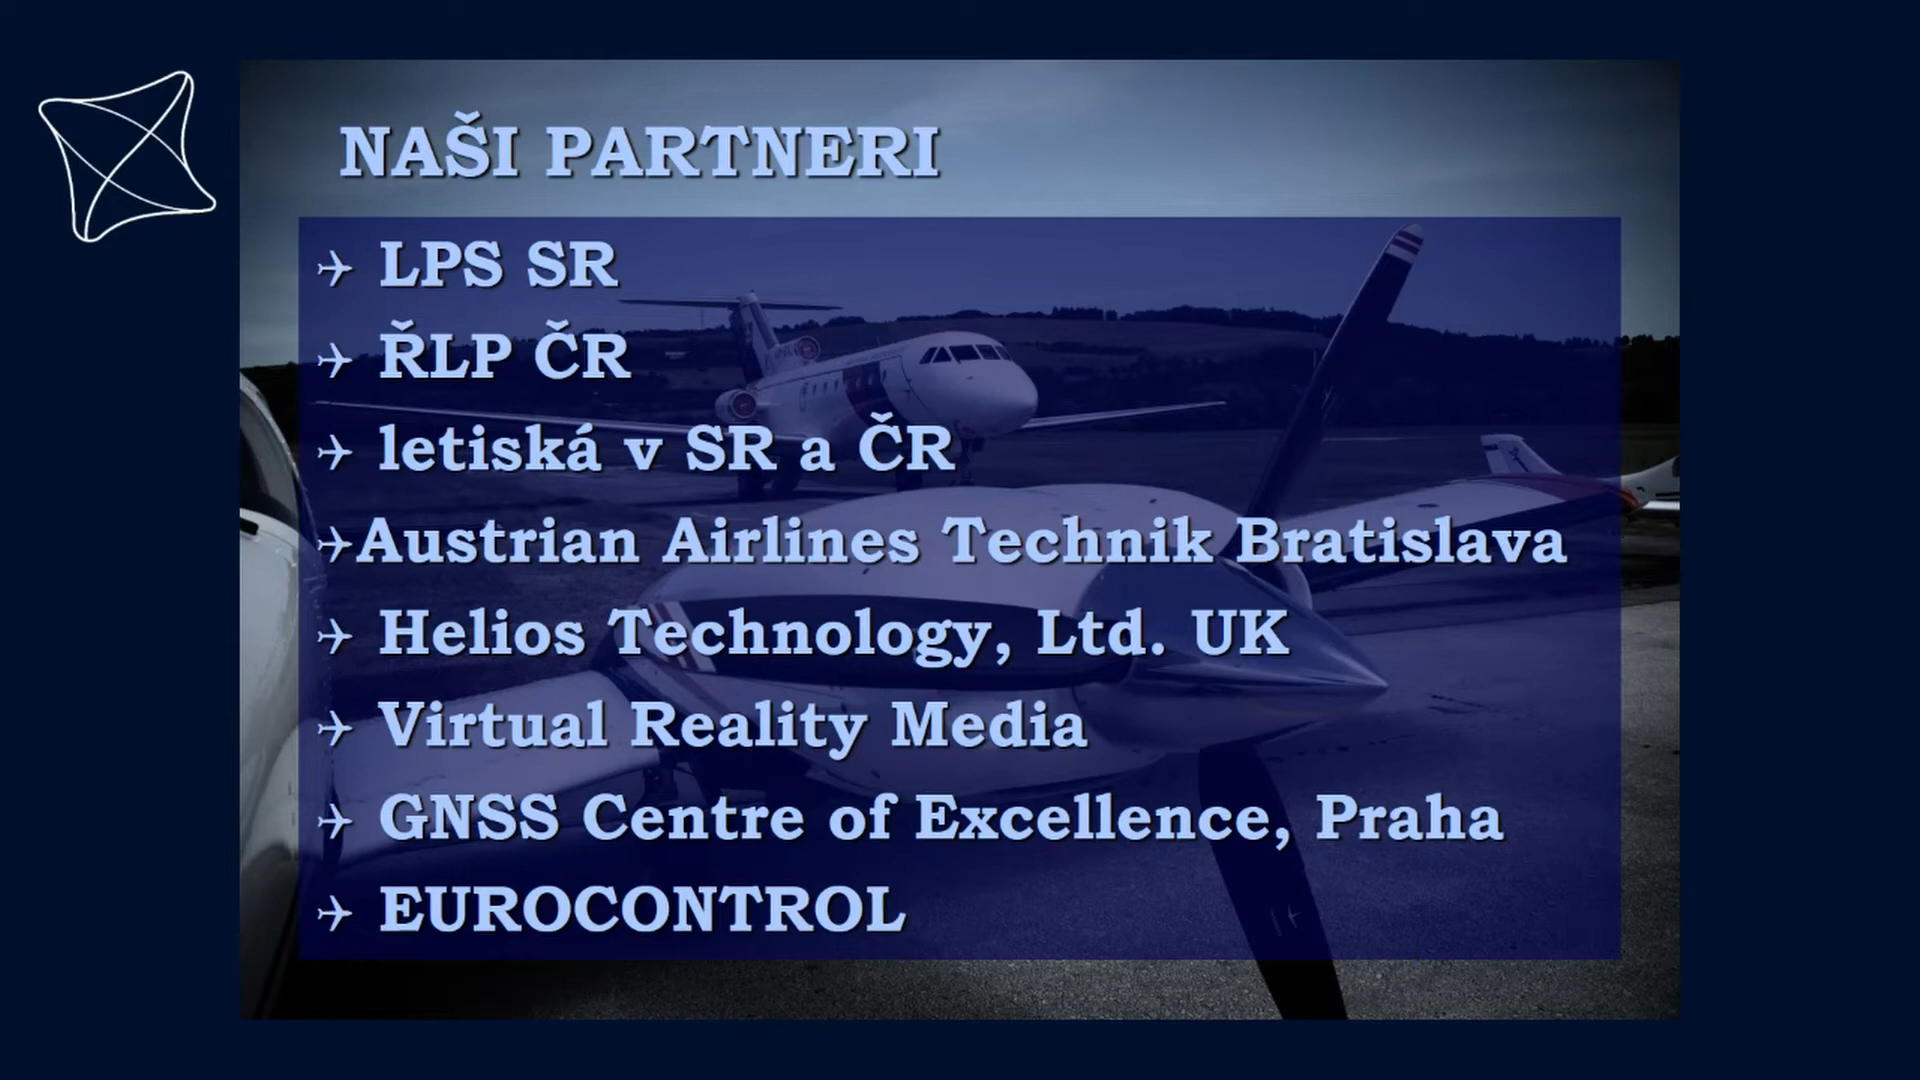 NAŠI PARTNERI
LPS SR
ŘLP ČR
letiská v SR a ČR
Austrian Airlines Technik Bratislava
Helios Technology, Ltd. UK
Virtual Reality Media
GNSS Centre of Excellence, Praha
EUROCONTROL